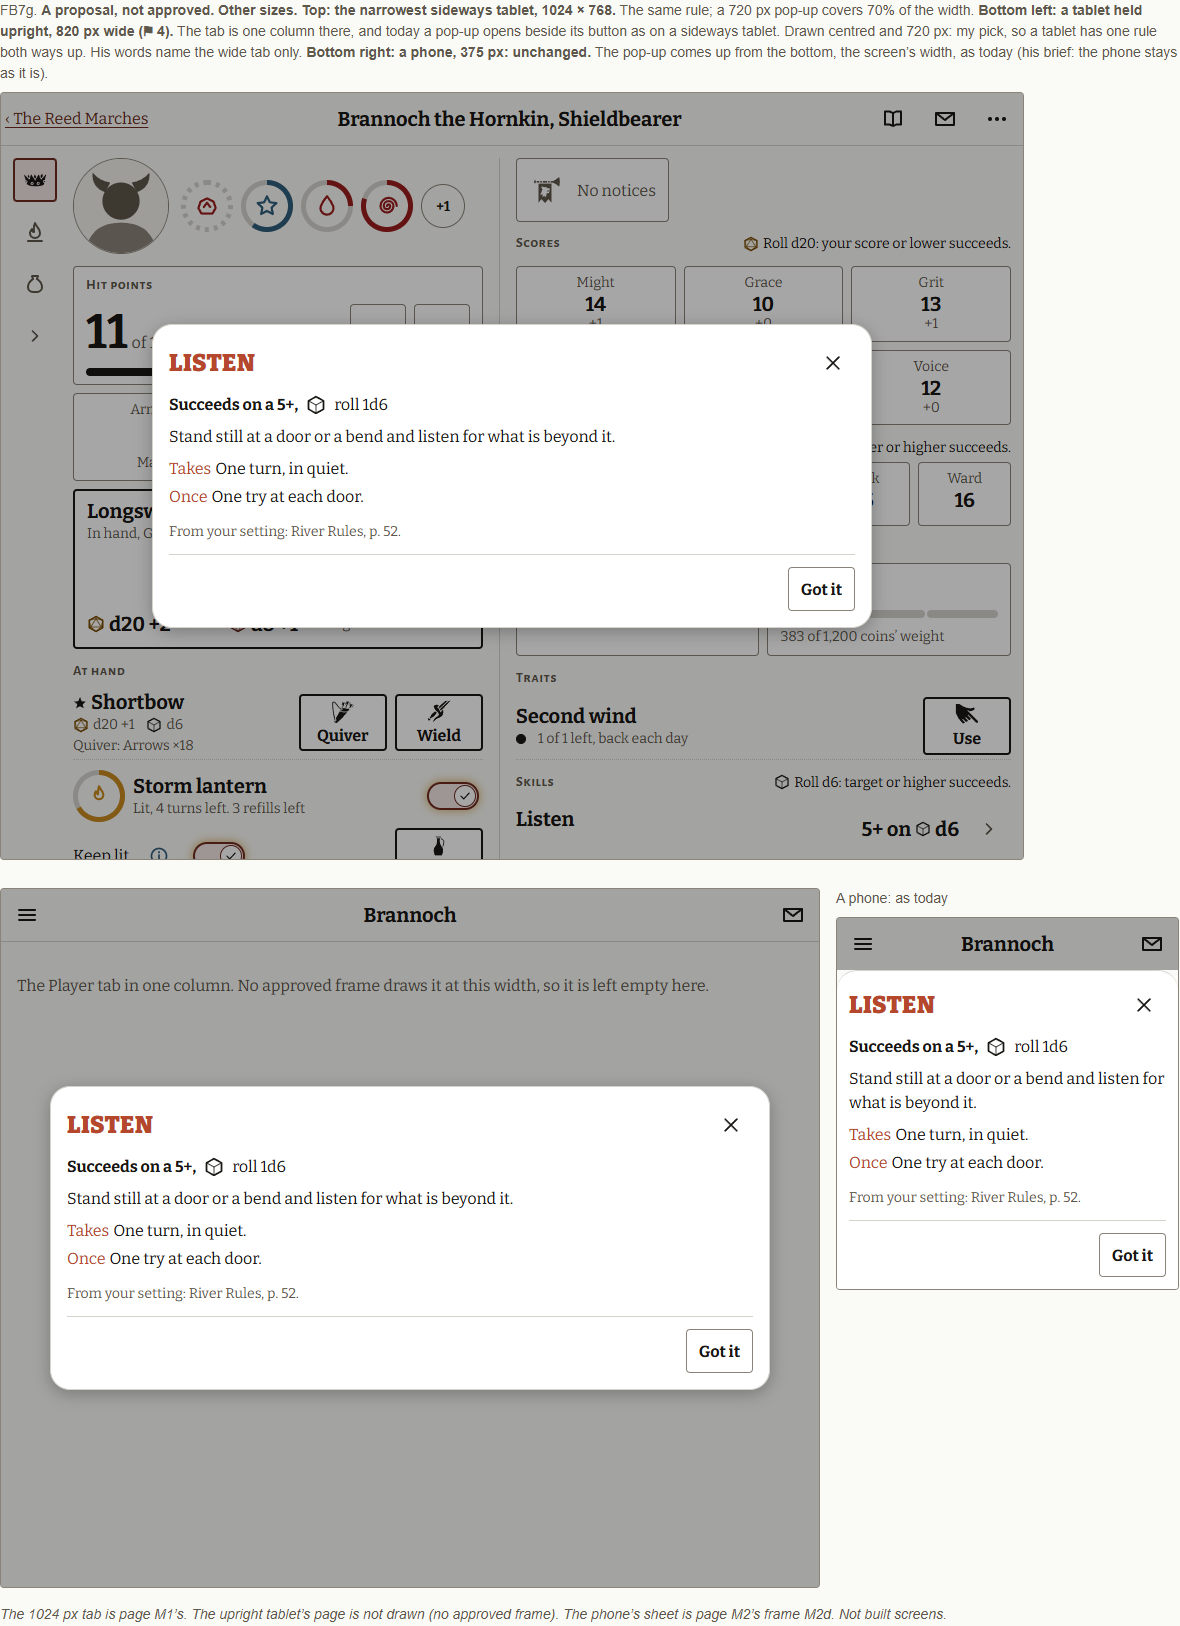 FB7g. A proposal, not approved. Other sizes. Top: the narrowest sideways tablet, 1024 × 768. The same rule; a 720 px pop-up covers 70% of the width. Bottom left: a tablet held
upright, 820 px wide (⚑ 4). The tab is one column there, and today a pop-up opens beside its button as on a sideways tablet. Drawn centred and 720 px: my pick, so a tablet has one rule
both ways up. His words name the wide tab only. Bottom right: a phone, 375 px: unchanged. The pop-up comes up from the bottom, the screen's width, as today (his brief: the phone stays
as it is).
‹ The Reed Marches
Brannoch the Hornkin, Shieldbearer
+1
No notices
SCORES
Roll d20: your score or lower succeeds.
HIT POINTS
11 of
Might
14
+1
Grace
10
+0
Grit
13
+1
Voice
12
+0
LISTEN
Succeeds on a 5+, roll 1d6
Stand still at a door or a bend and listen for what is beyond it.
Takes One turn, in quiet.
Once One try at each door.
From your setting: River Rules, p. 52.
Got it
or higher succeeds.
Ward
16
Longsw
In hand, G
d20 +2
383 of 1,200 coins' weight
AT HAND
★ Shortbow
d20 +1 d6
Quiver: Arrows ×18
Quiver
Wield
Storm lantern
Lit, 4 turns left. 3 refills left
Keep lit
TRAITS
Second wind
1 of 1 left, back each day
Use
SKILLS
Roll d6: target or higher succeeds.
Listen
5+ on d6
Brannoch
The Player tab in one column. No approved frame draws it at this width, so it is left empty here.
LISTEN
Succeeds on a 5+, roll 1d6
Stand still at a door or a bend and listen for what is beyond it.
Takes One turn, in quiet.
Once One try at each door.
From your setting: River Rules, p. 52.
Got it
A phone: as today
Brannoch
LISTEN
Succeeds on a 5+, roll 1d6
Stand still at a door or a bend and listen for
what is beyond it.
Takes One turn, in quiet.
Once One try at each door.
From your setting: River Rules, p. 52.
Got it
The 1024 px tab is page M1's. The upright tablet's page is not drawn (no approved frame). The phone's sheet is page M2's frame M2d. Not built screens.